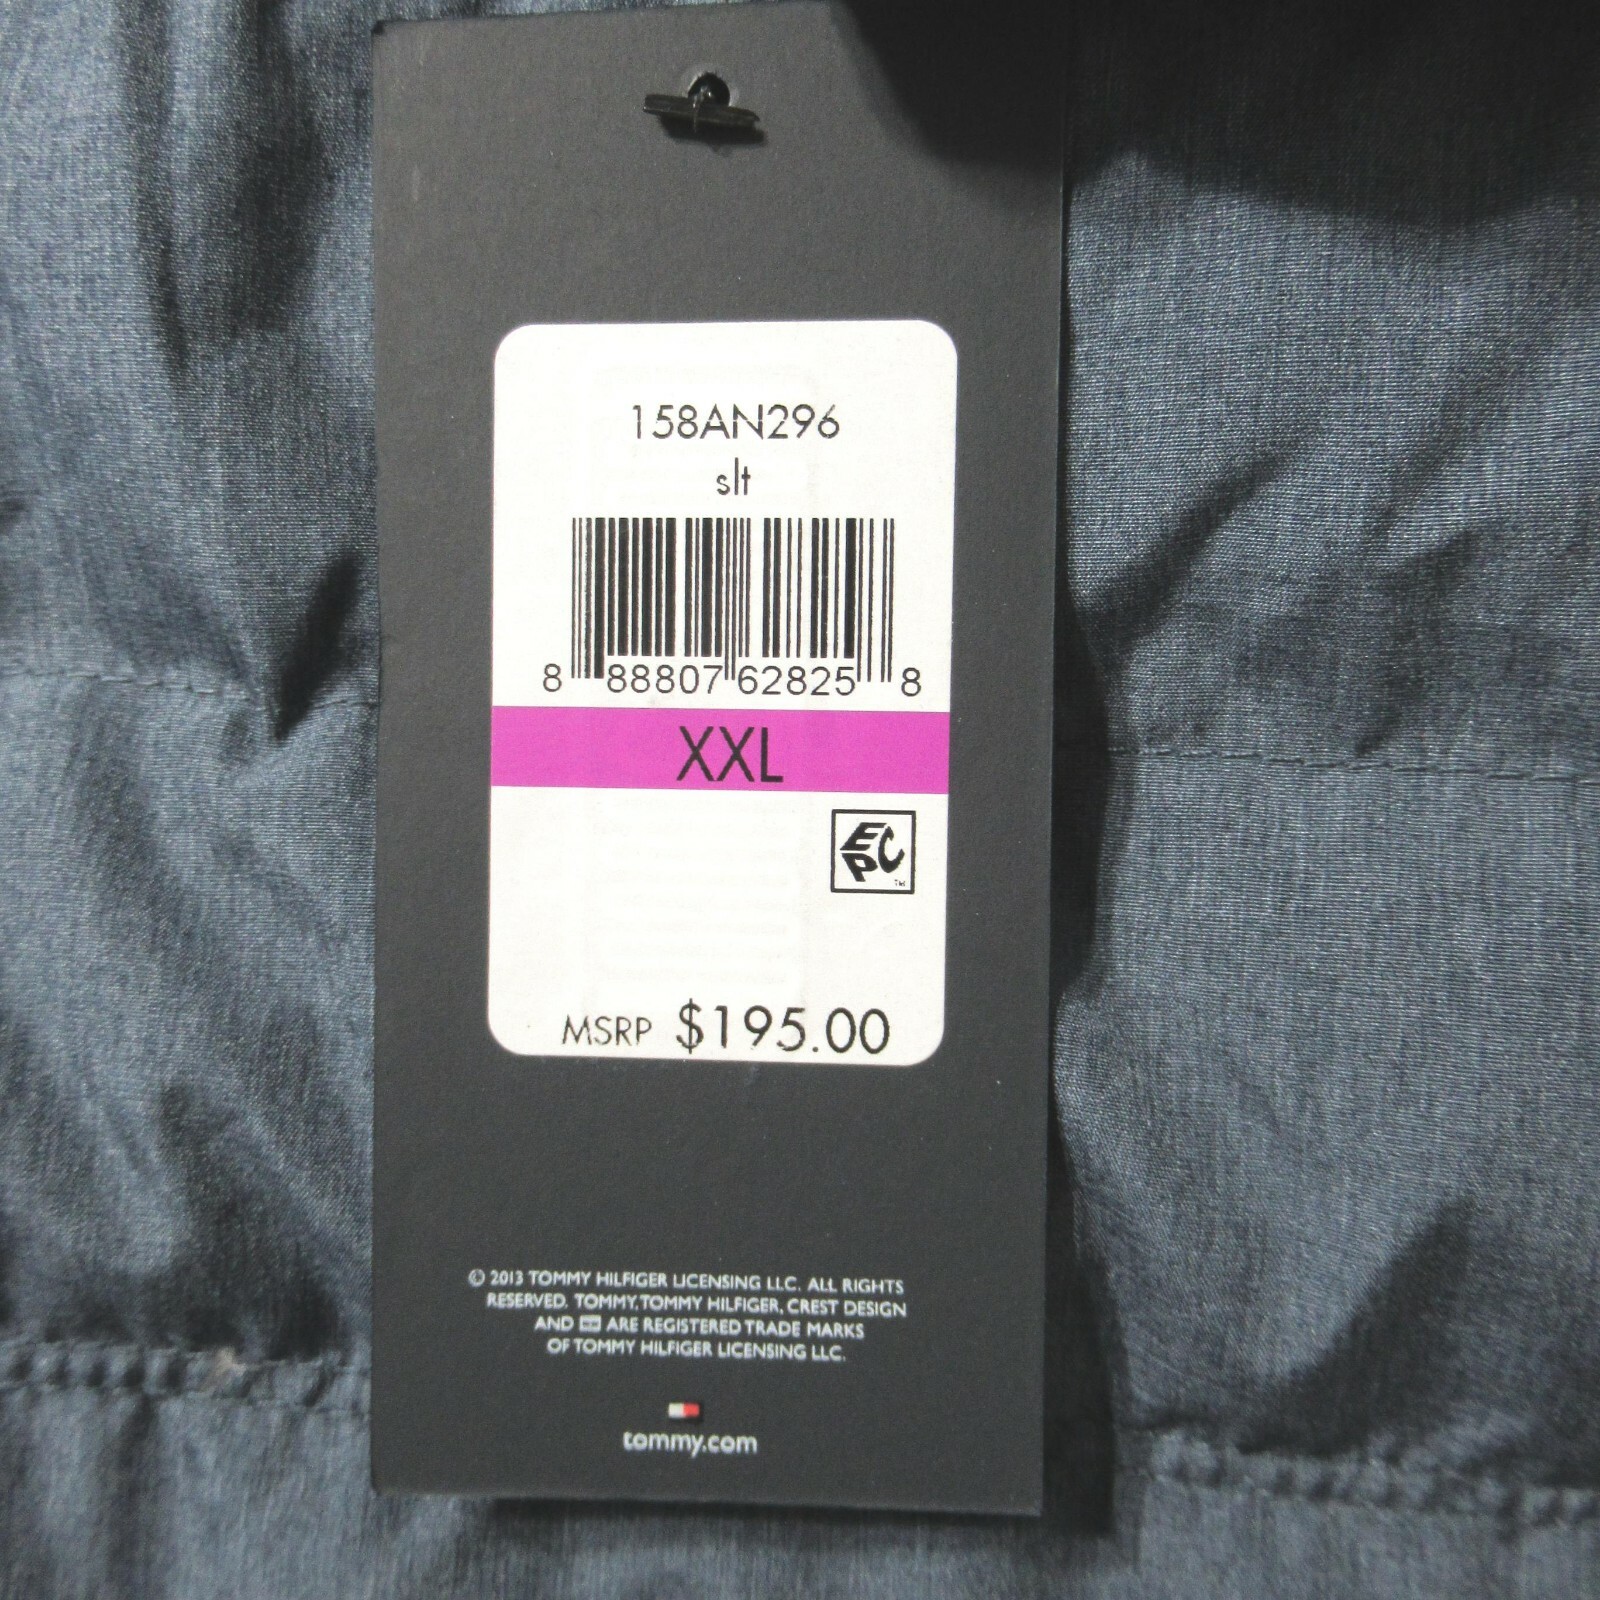 158AN296
slt
8 88807 62825 8
XXL
EPC™
MSRP $195.00
© 2013 TOMMY HILFIGER LICENSING LLC. ALL RIGHTS
RESERVED. TOMMY, TOMMY HILFIGER, CREST DESIGN
AND ARE REGISTERED TRADE MARKS
OF TOMMY HILFIGER LICENSING LLC.
tommy.com